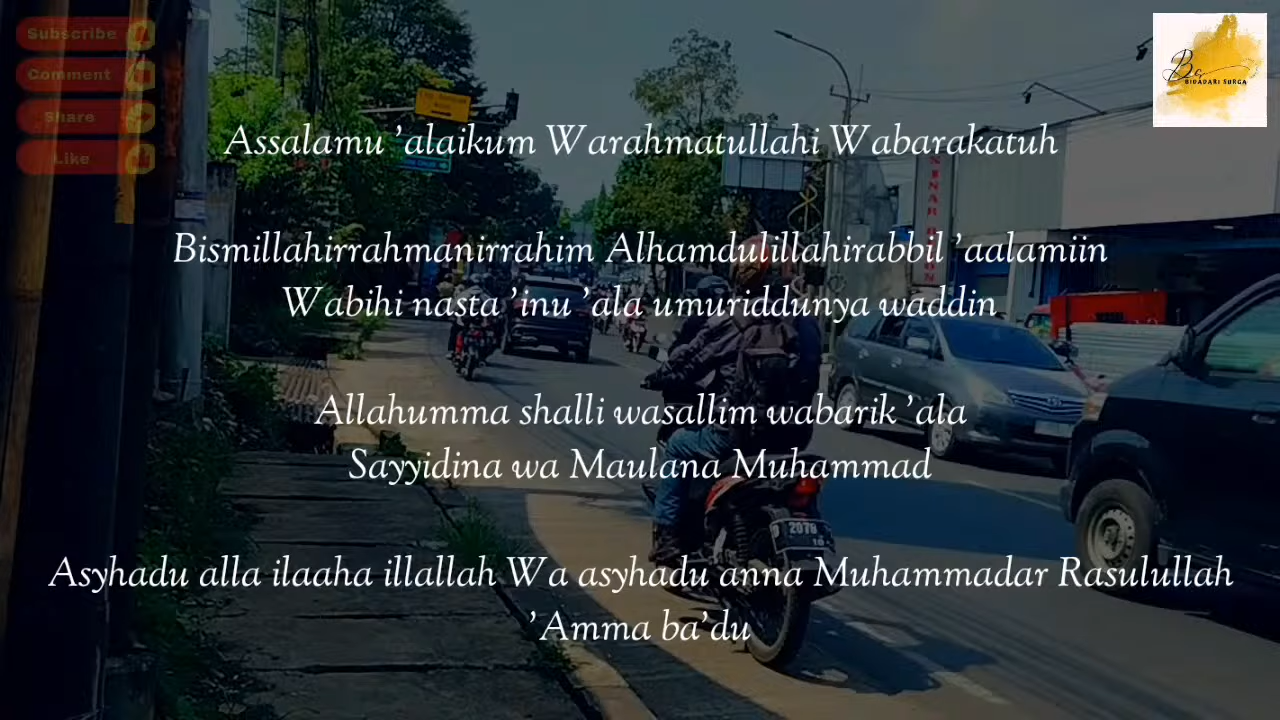 Subscribe
Comment
Share
Like
BIDADARI SURGA
Assalamu 'alaikum Warahmatullahi Wabarakatuh
Bismillahirrahmanirrahim Alhamdulillahirabbil 'aalamiin
Wabihi nasta 'inu 'ala umuriddunya waddin
Allahumma shalli wasallim wabarik 'ala
Sayyidina wa Maulana Muhammad
Asyhadu alla ilaaha illallah Wa asyhadu anna Muhammadar Rasulullah
'Amma ba'du